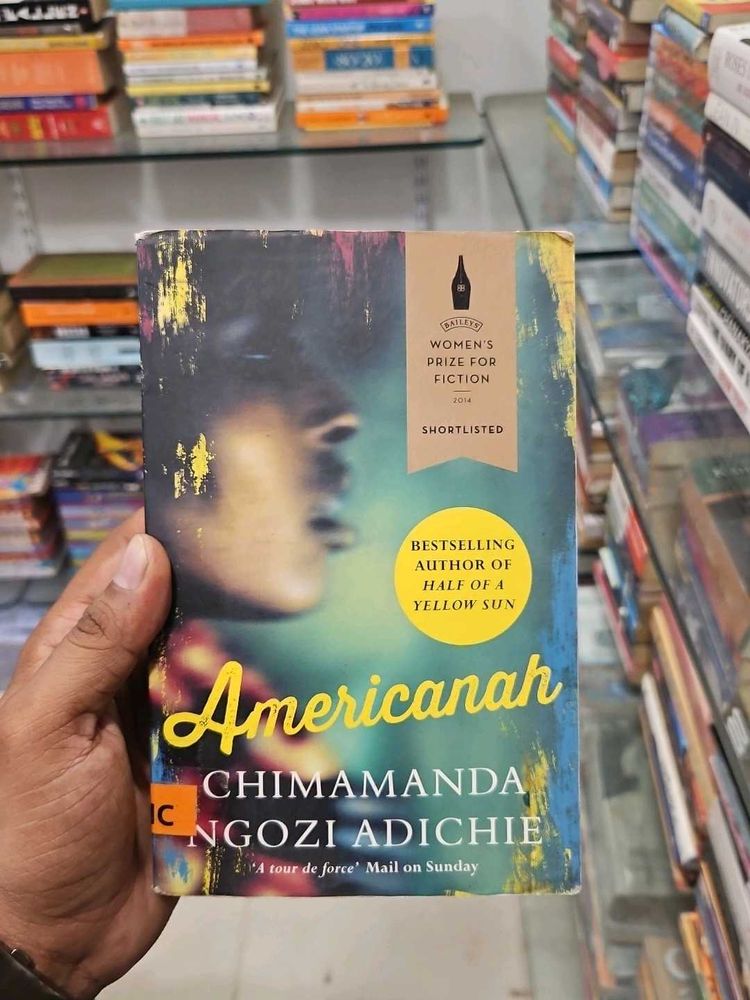 BAILEYS
WOMEN'S
PRIZE FOR
FICTION
2014
SHORTLISTED
BESTSELLING
AUTHOR OF
HALF OF A
YELLOW SUN
Americanah
CHIMAMANDA
NGOZI ADICHIE
IC
'A tour de force' Mail on Sunday